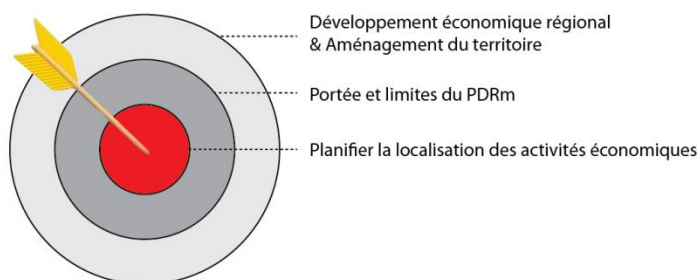 Développement économique régional
& Aménagement du territoire
Portée et limites du PDRm
Planifier la localisation des activités économiques